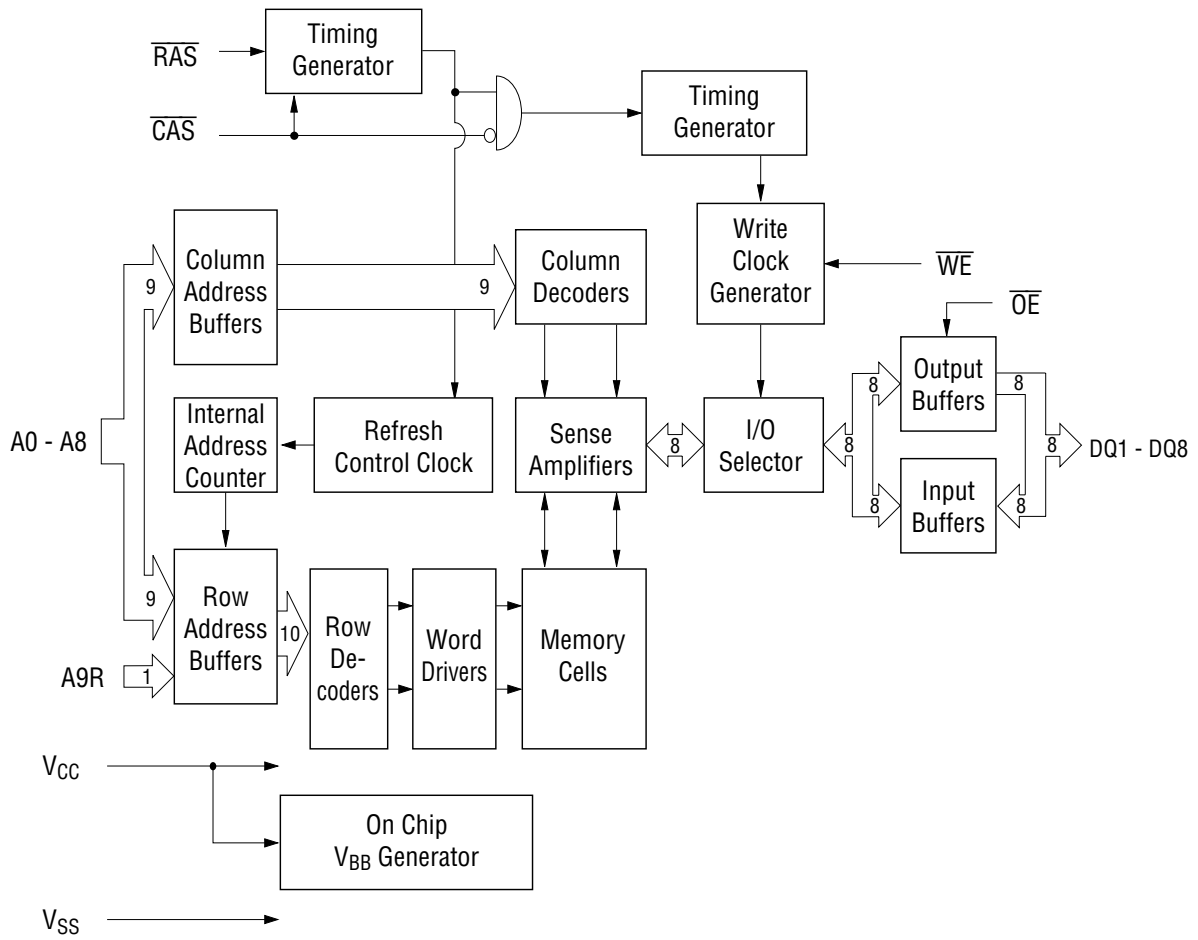 RAS
Timing
Generator
CAS
Timing
Generator
Column
Address
Buffers
9
9
Column
Decoders
Write
Clock
Generator
WE
OE
Output
Buffers
8
8
A0 - A8
Internal
Address
Counter
Refresh
Control Clock
Sense
Amplifiers
8
I/O
Selector
8
8
DQ1 - DQ8
Input
Buffers
8
8
9
Row
Address
Buffers
10
Row
De-
coders
Word
Drivers
Memory
Cells
A9R
1
VCC
On Chip
VBB Generator
VSS